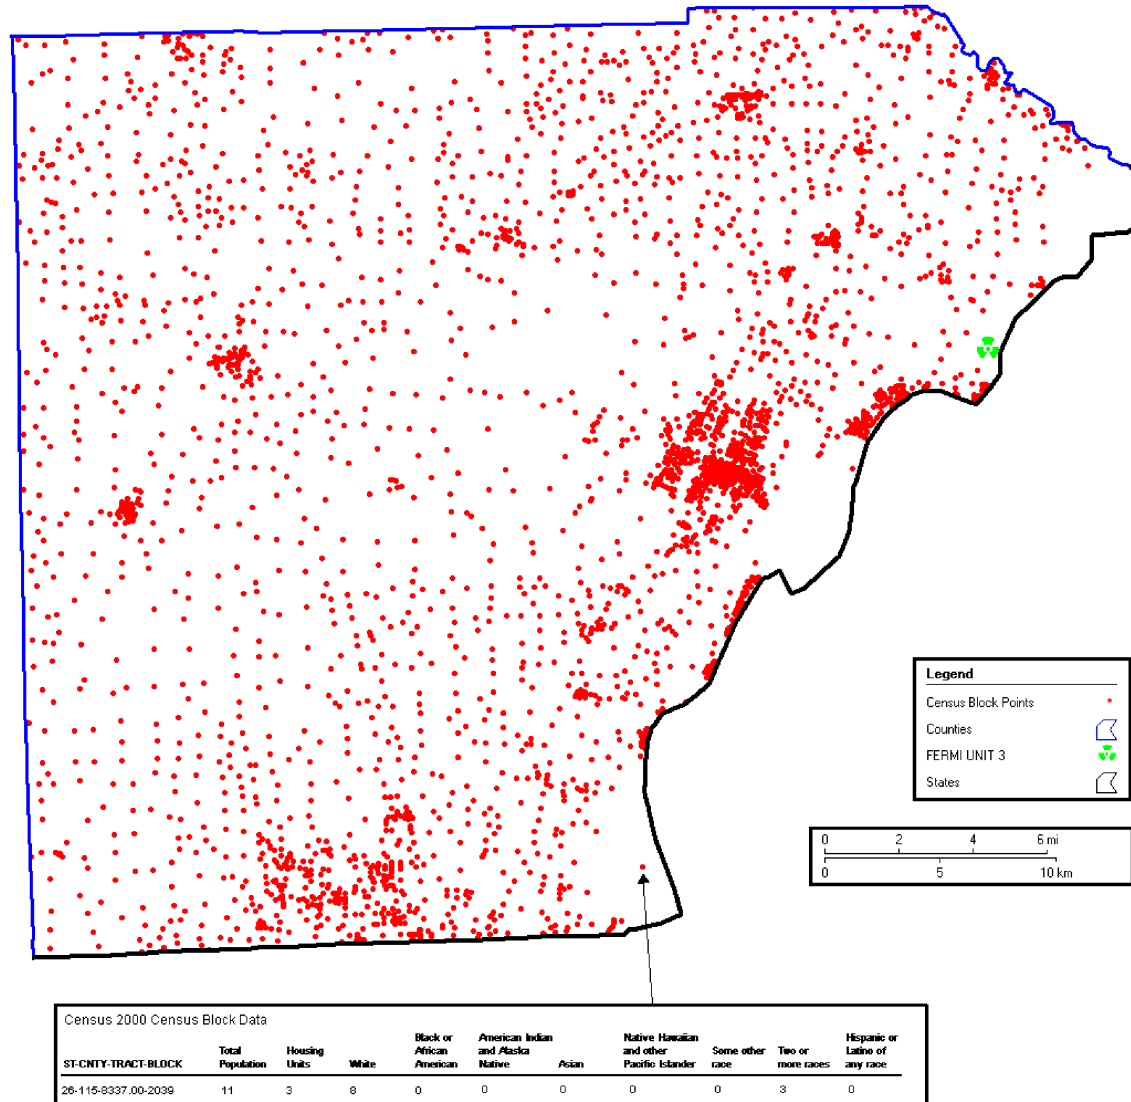 Legend
Census Block Points
Counties
FERMI UNIT 3
States
0 2 4 6 mi
0 5 10 km
Census 2000 Census Block Data
ST-CNTY-TRACT-BLOCK Total Population Housing Units White Black or African American American Indian and Alaska Native Asian Native Hawaiian and other Pacific Islander Some other race Two or more races Hispanic or Latino of any race
26-115-8337.00-2039 11 3 8 0 0 0 0 0 3 0